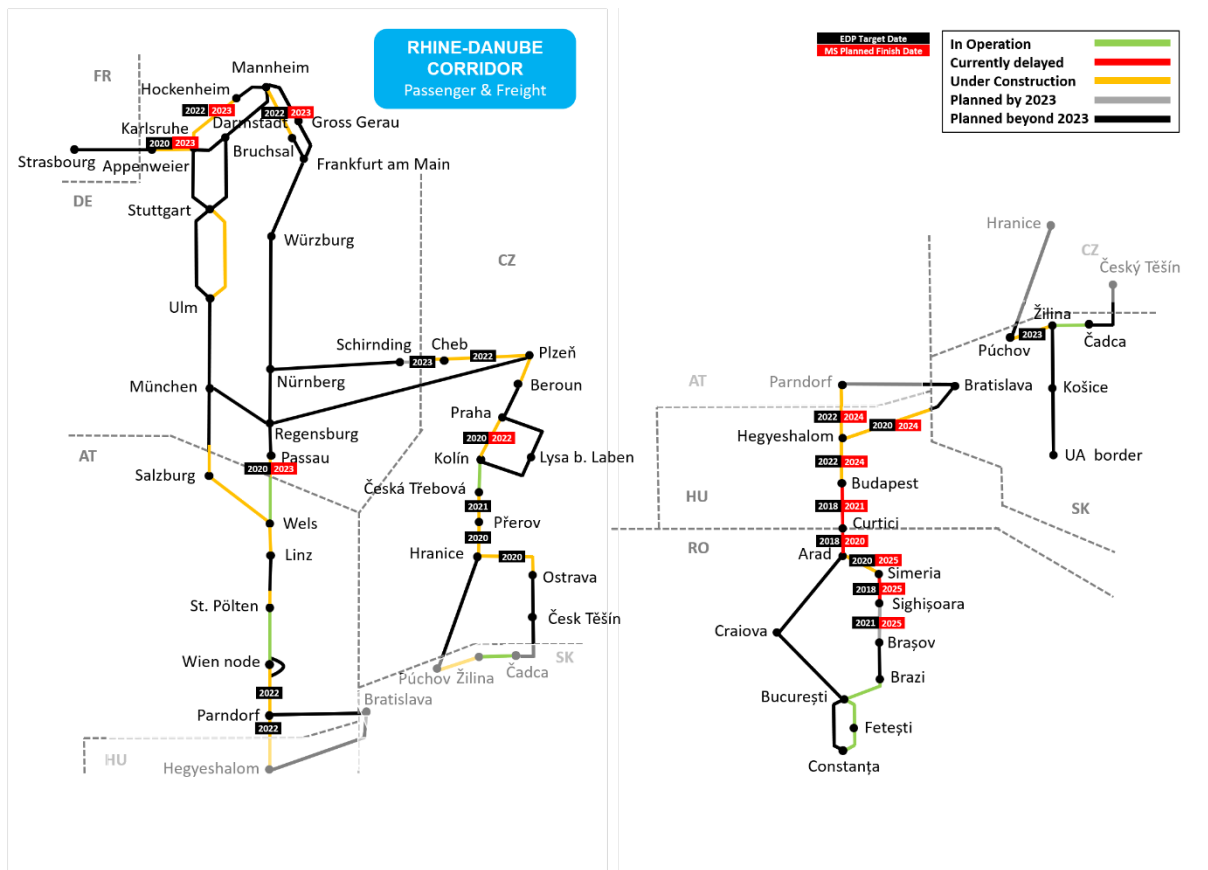 RHINE-DANUBE
CORRIDOR
Passenger & Freight
FR
Mannheim
Hockenheim
2022 2023
2022 2023
Karlsruhe
Darmstadt
Gross Gerau
2020 2023
Bruchsal
Strasbourg
Appenweier
Frankfurt am Main
DE
Stuttgart
Würzburg
CZ
Ulm
Schirnding
Cheb
2023
2022
Plzeň
München
Nürnberg
Beroun
Praha
Regensburg
2020 2022
AT
Passau
Kolín
Lysa b. Laben
2020 2023
Salzburg
Česká Třebová
2021
Wels
Přerov
2020
Linz
Hranice
2020
Ostrava
St. Pölten
Česk Těšín
Wien node
SK
Púchov
Žilina
Čadca
2022
Bratislava
Parndorf
2022
HU
Hegyeshalom
EDP Target Date
MS Planned Finish Date
In Operation
Currently delayed
Under Construction
Planned by 2023
Planned beyond 2023
Hranice
CZ
Český Těšín
Žilina
2023
Púchov
Čadca
AT
Parndorf
Bratislava
Košice
2022 2024
2020 2024
Hegyeshalom
2022 2024
UA border
Budapest
HU
2018 2021
SK
Curtici
RO
2018 2020
Arad
2020 2025
Simeria
2018 2025
Sighișoara
2021 2025
Craiova
Brașov
Brazi
București
Fetești
Constanța